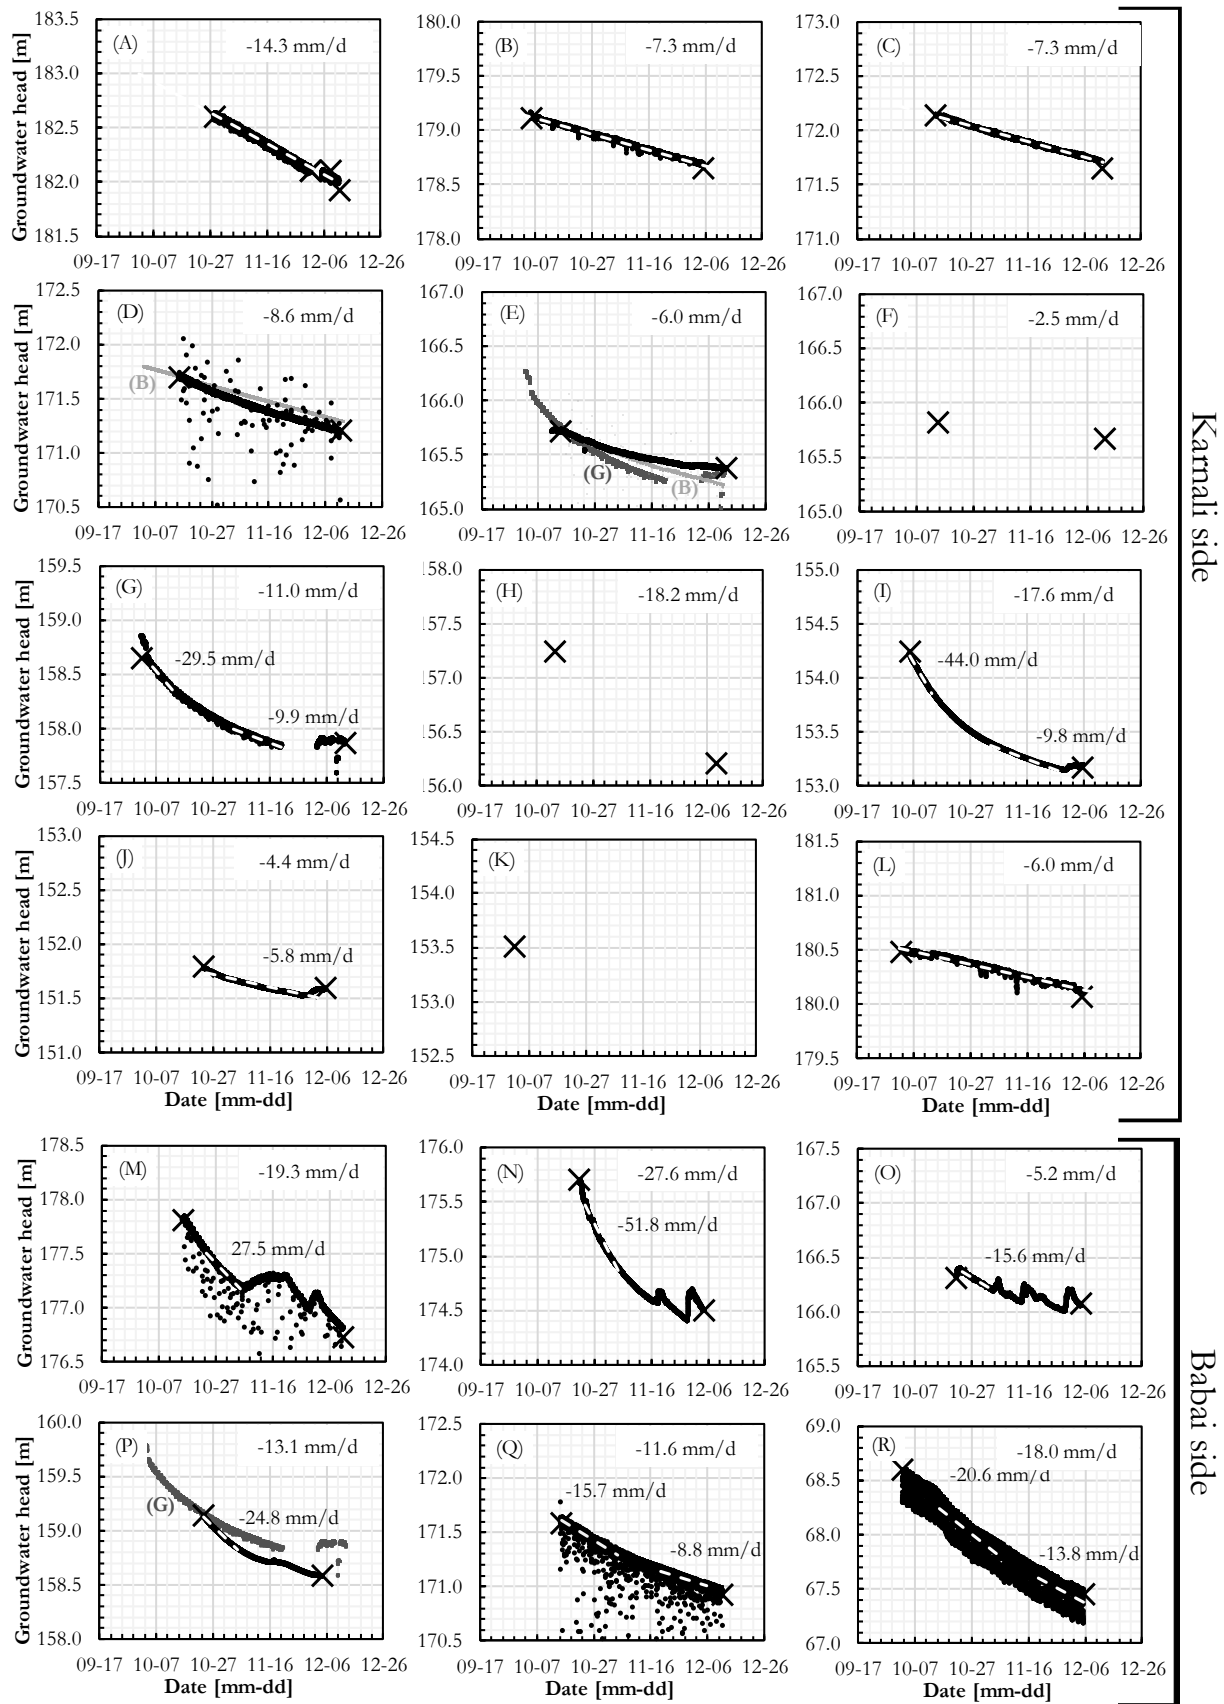 (A) -14.3 mm/d
Groundwater head [m]
183.5
183.0
182.5
182.0
181.5
09-17 10-07 10-27 11-16 12-06 12-26
(B) -7.3 mm/d
180.0
179.5
179.0
178.5
178.0
09-17 10-07 10-27 11-16 12-06 12-26
(C) -7.3 mm/d
173.0
172.5
172.0
171.5
171.0
09-17 10-07 10-27 11-16 12-06 12-26
(D) -8.6 mm/d
Groundwater head [m]
172.5
172.0
171.5
171.0
170.5
(B)
09-17 10-07 10-27 11-16 12-06 12-26
(E) -6.0 mm/d
167.0
166.5
166.0
165.5
165.0
(G)
(B)
09-17 10-07 10-27 11-16 12-06 12-26
(F) -2.5 mm/d
167.0
166.5
166.0
165.5
165.0
09-17 10-07 10-27 11-16 12-06 12-26
Karnali side
(G) -11.0 mm/d
Groundwater head [m]
159.5
159.0
158.5
158.0
157.5
-29.5 mm/d
-9.9 mm/d
09-17 10-07 10-27 11-16 12-06 12-26
(H) -18.2 mm/d
158.0
157.5
157.0
156.5
156.0
09-17 10-07 10-27 11-16 12-06 12-26
(I) -17.6 mm/d
155.0
154.5
154.0
153.5
153.0
-44.0 mm/d
-9.8 mm/d
09-17 10-07 10-27 11-16 12-06 12-26
(J) -4.4 mm/d
Groundwater head [m]
153.0
152.5
152.0
151.5
151.0
-5.8 mm/d
09-17 10-07 10-27 11-16 12-06 12-26
Date [mm-dd]
(K)
154.5
154.0
153.5
153.0
152.5
09-17 10-07 10-27 11-16 12-06 12-26
Date [mm-dd]
(L) -6.0 mm/d
181.5
181.0
180.5
180.0
179.5
09-17 10-07 10-27 11-16 12-06 12-26
Date [mm-dd]
(M) -19.3 mm/d
Groundwater head [m]
178.5
178.0
177.5
177.0
176.5
27.5 mm/d
09-17 10-07 10-27 11-16 12-06 12-26
(N) -27.6 mm/d
176.0
175.5
175.0
174.5
174.0
-51.8 mm/d
09-17 10-07 10-27 11-16 12-06 12-26
(O) -5.2 mm/d
167.5
167.0
166.5
166.0
165.5
-15.6 mm/d
09-17 10-07 10-27 11-16 12-06 12-26
Babai side
(P) -13.1 mm/d
Groundwater head [m]
160.0
159.5
159.0
158.5
158.0
(G)
-24.8 mm/d
09-17 10-07 10-27 11-16 12-06 12-26
Date [mm-dd]
(Q) -11.6 mm/d
172.5
172.0
171.5
171.0
170.5
-15.7 mm/d
-8.8 mm/d
09-17 10-07 10-27 11-16 12-06 12-26
Date [mm-dd]
(R) -18.0 mm/d
69.0
68.5
68.0
67.5
67.0
-20.6 mm/d
-13.8 mm/d
09-17 10-07 10-27 11-16 12-06 12-26
Date [mm-dd]